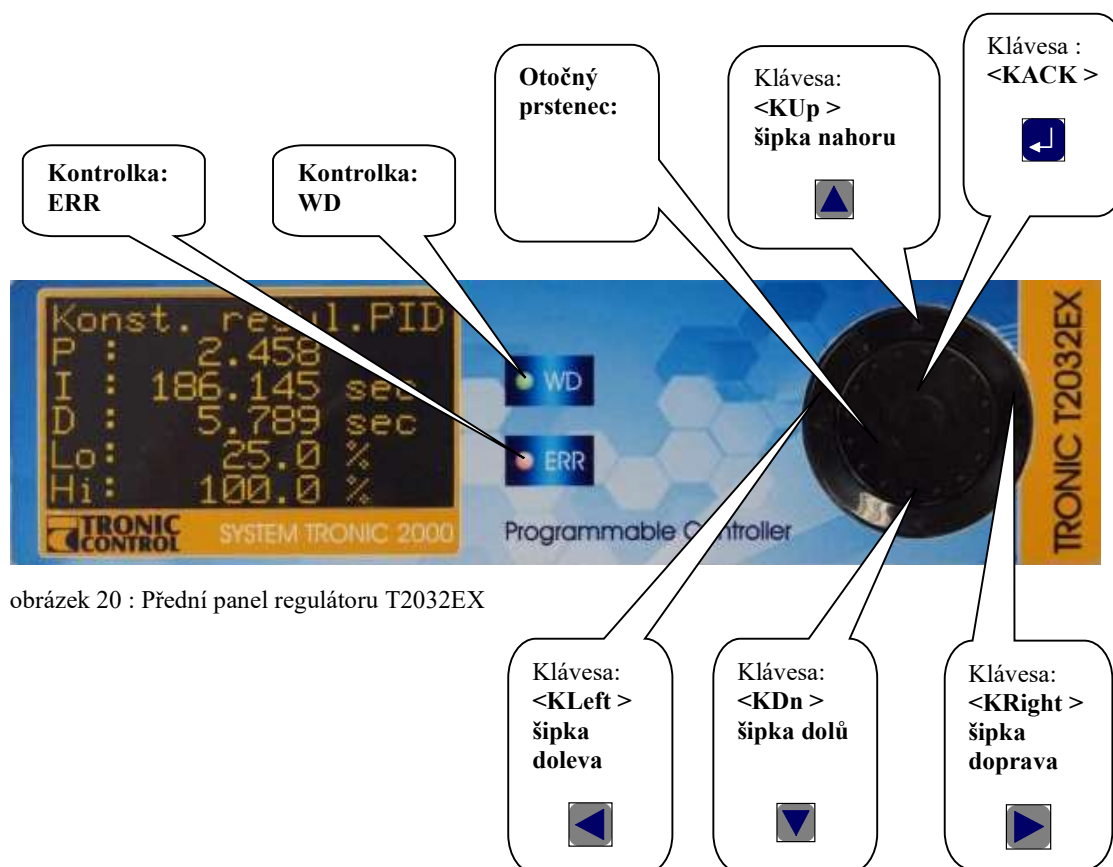 Otočný
prstenec:
Klávesa:
<KUp >
šipka nahoru
Klávesa :
<KACK >
Kontrolka:
ERR
Kontrolka:
WD
Konst. regul.PID
P : 2.458
I : 186.145 sec
D : 5.789 sec
Lo: 25.0 %
Hi: 100.0 %
TRONIC
CONTROL
SYSTEM TRONIC 2000
WD
ERR
Programmable Controller
TRONIC T2032EX
obrázek 20 : Přední panel regulátoru T2032EX
Klávesa:
<KLeft >
šipka
doleva
Klávesa:
<KDn >
šipka dolů
Klávesa:
<KRight >
šipka
doprava